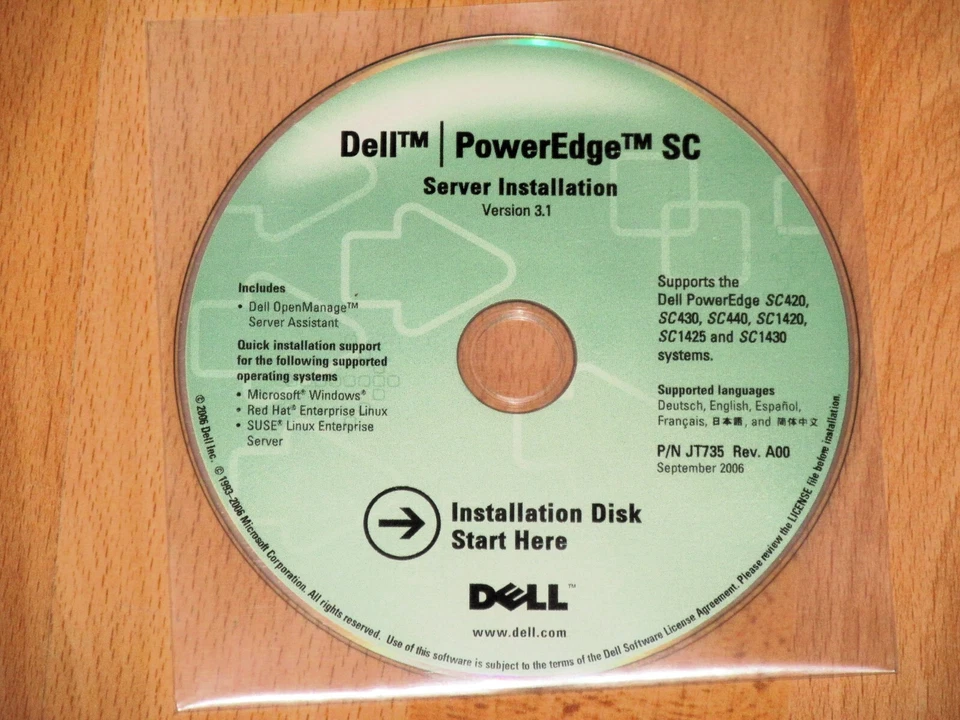 Dell™ | PowerEdge™ SC
Server Installation
Version 3.1
Includes
• Dell OpenManage™
Server Assistant
Quick installation support
for the following supported
operating systems
• Microsoft® Windows®
• Red Hat® Enterprise Linux
• SUSE® Linux Enterprise
Server
Supports the
Dell PowerEdge SC420,
SC430, SC440, SC1420,
SC1425 and SC1430
systems.
Supported languages
Deutsch, English, Español,
Français, 日本語, and 简体中文
P/N JT735 Rev. A00
September 2006
Installation Disk
Start Here
DELL™
www.dell.com
© 2006 Dell Inc. © 1993-2006 Microsoft Corporation. All rights reserved. Use of this software is subject to the terms of the Dell Software License Agreement. Please review the LICENSE file before installation.